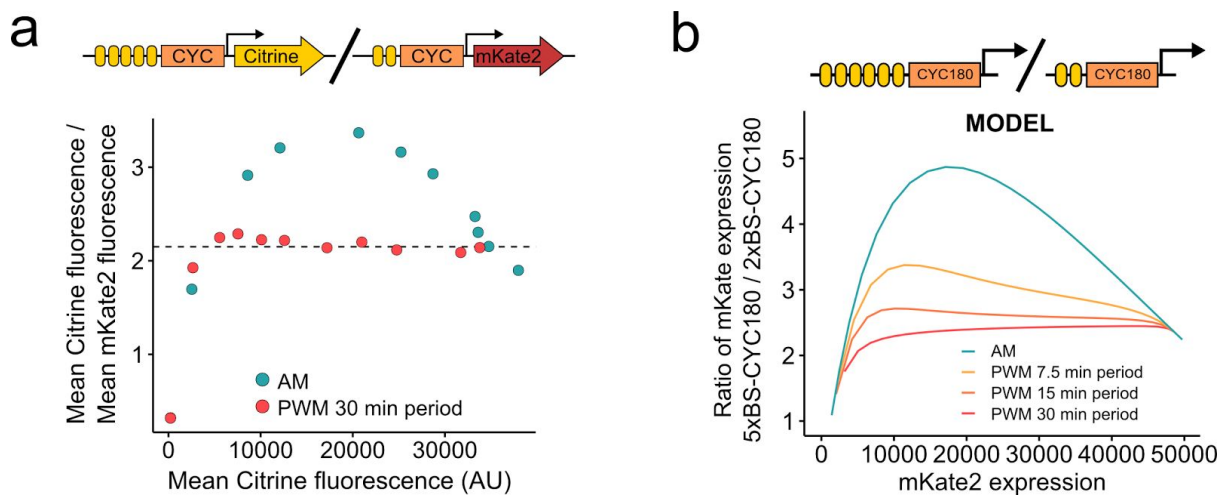 a
CYC
Citrine
CYC
mKate2
Mean Citrine fluorescence /
Mean mKate2 fluorescence
3
2
1
AM
PWM 30 min period
0
10000
20000
30000
Mean Citrine fluorescence (AU)
b
CYC180
CYC180
MODEL
Ratio of mKate expression
5xBS-CYC180 / 2xBS-CYC180
5
4
3
2
1
AM
PWM 7.5 min period
PWM 15 min period
PWM 30 min period
0
10000
20000
30000
40000
50000
mKate2 expression